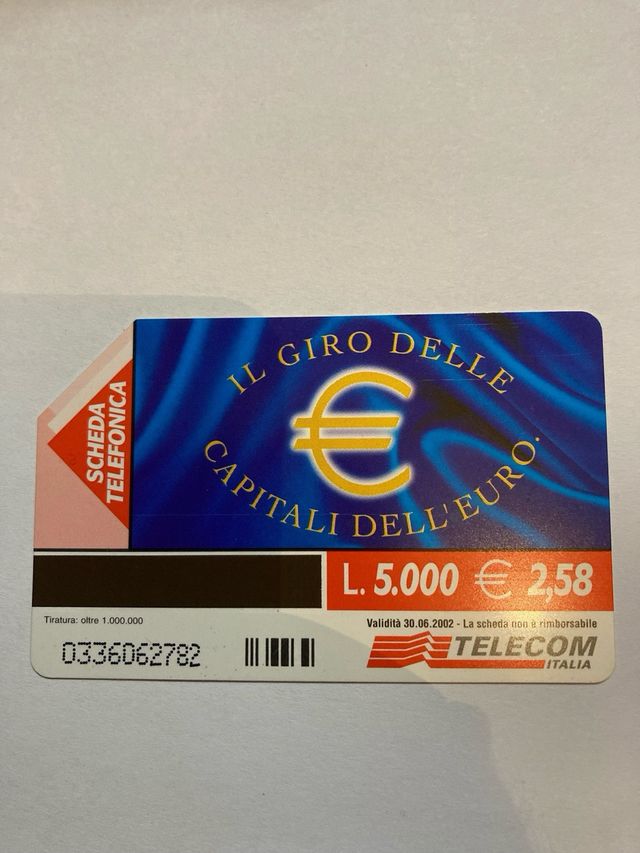 SCHEDA
TELEFONICA
IL GIRO DELLE
€
CAPITALI DELL'EURO.
L. 5.000 € 2,58
Tiratura: oltre 1.000.000
Validità 30.06.2002 - La scheda non è rimborsabile
0336062782
TELECOM
ITALIA